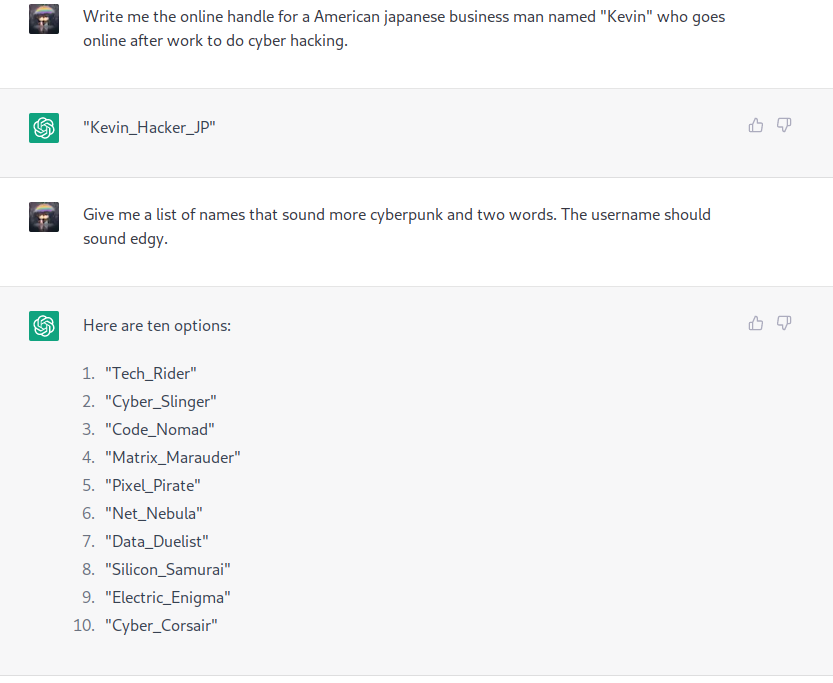 Write me the online handle for a American japanese business man named "Kevin" who goes
online after work to do cyber hacking.
"Kevin_Hacker_JP"
Give me a list of names that sound more cyberpunk and two words. The username should
sound edgy.
Here are ten options:
1. "Tech_Rider"
2. "Cyber_Slinger"
3. "Code_Nomad"
4. "Matrix_Marauder"
5. "Pixel_Pirate"
6. "Net_Nebula"
7. "Data_Duelist"
8. "Silicon_Samurai"
9. "Electric_Enigma"
10. "Cyber_Corsair"